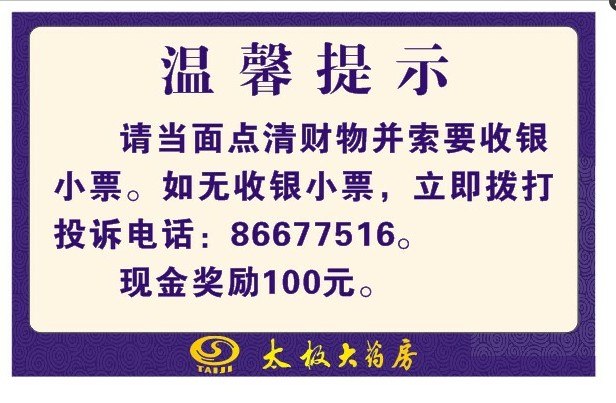 温馨提示
请当面点清财物并索要收银
小票。如无收银小票，立即拨打
投诉电话：86677516。
现金奖励100元。
TAIJI 太极大药房